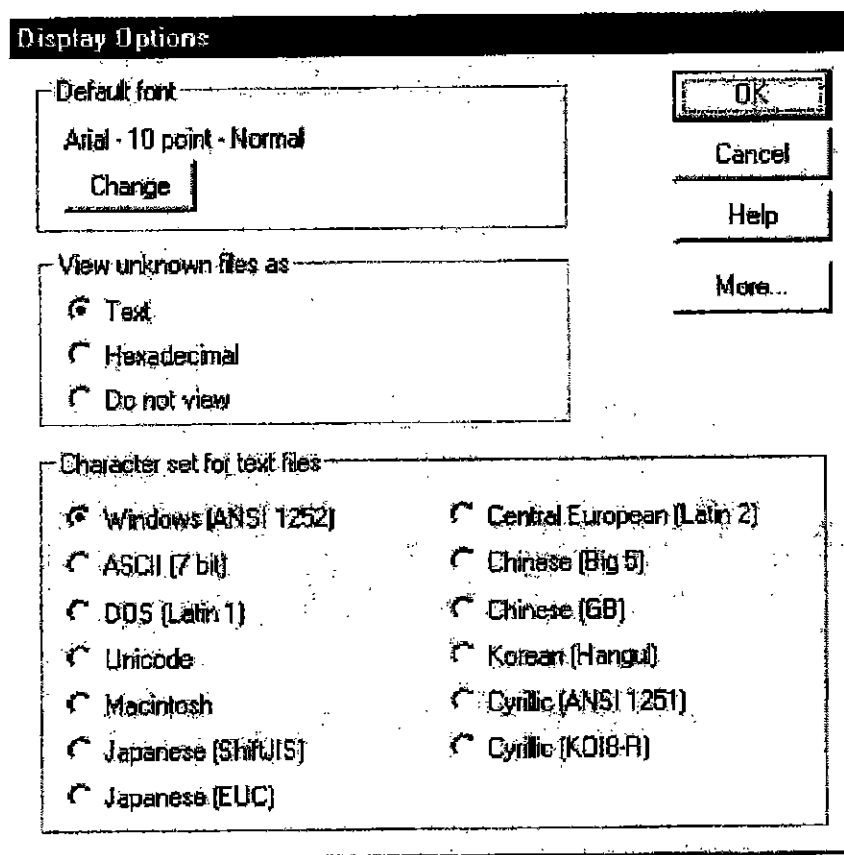 Display Options
Default font
Arial - 10 point - Normal
Change
OK
Cancel
Help
More...
View unknown files as
Text
Hexadecimal
Do not view
Character set for text files
Windows (ANSI 1252)
ASCII (7 bit)
DOS (Latin 1)
Unicode
Macintosh
Japanese (ShiftJIS)
Japanese (EUC)
Central European (Latin 2)
Chinese (Big 5)
Chinese (GB)
Korean (Hangul)
Cyrillic (ANSI 1251)
Cyrillic (KOI8-R)